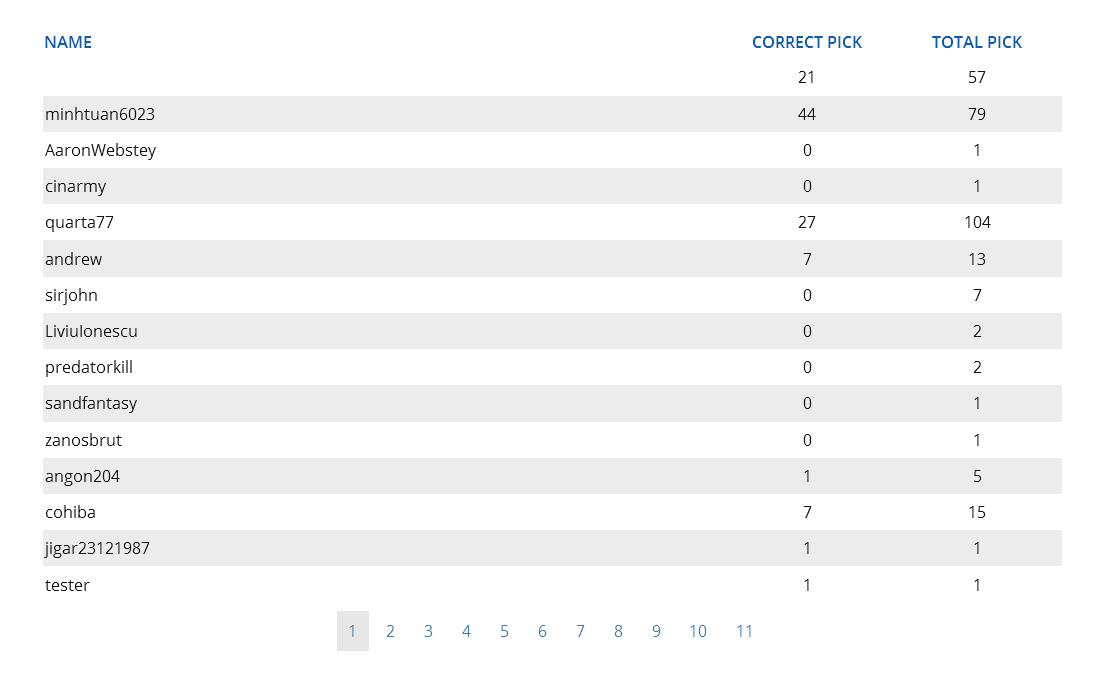 NAME CORRECT PICK TOTAL PICK
21 57
minhtuan6023 44 79
AaronWebstey 0 1
cinarmy 0 1
quarta77 27 104
andrew 7 13
sirjohn 0 7
LiviuIonescu 0 2
predatorkill 0 2
sandfantasy 0 1
zanosbrut 0 1
angon204 1 5
cohiba 7 15
jigar23121987 1 1
tester 1 1
1 2 3 4 5 6 7 8 9 10 11